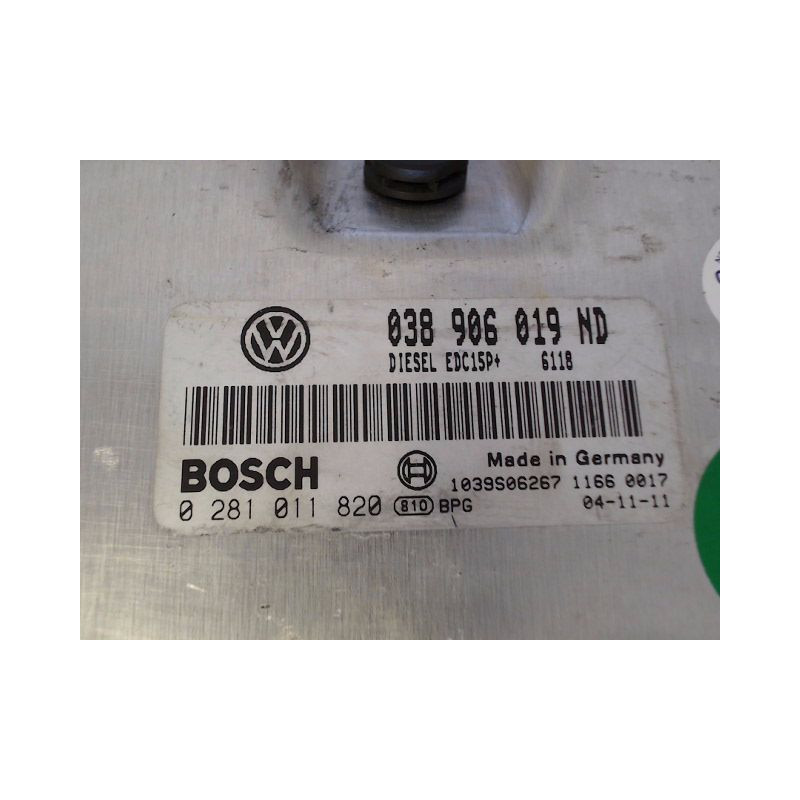 038 906 019 ND
DIESEL EDC15P+ 6118
BOSCH
Made in Germany
1039S06267 1166 0017
0 281 011 820 810 BPG
04-11-11